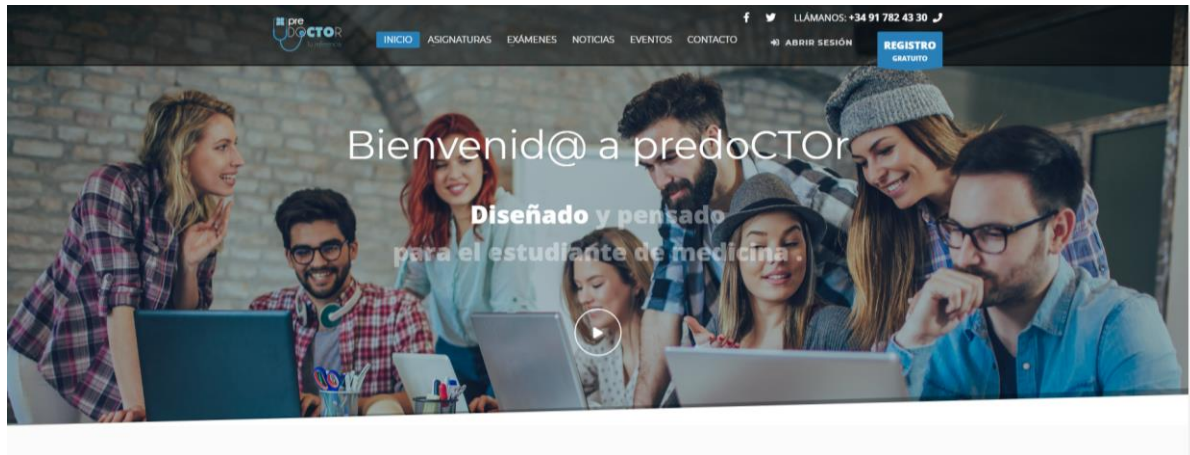 pre
DOCTOR
LLÁMANOS: +34 91 782 43 30
INICIO ASIGNATURAS EXÁMENES NOTICIAS EVENTOS CONTACTO
ABRIR SESIÓN
REGISTRO
GRATUITO
Bienvenid@ a predoCTOr
Diseñado y pensado
para el estudiante de medicina .